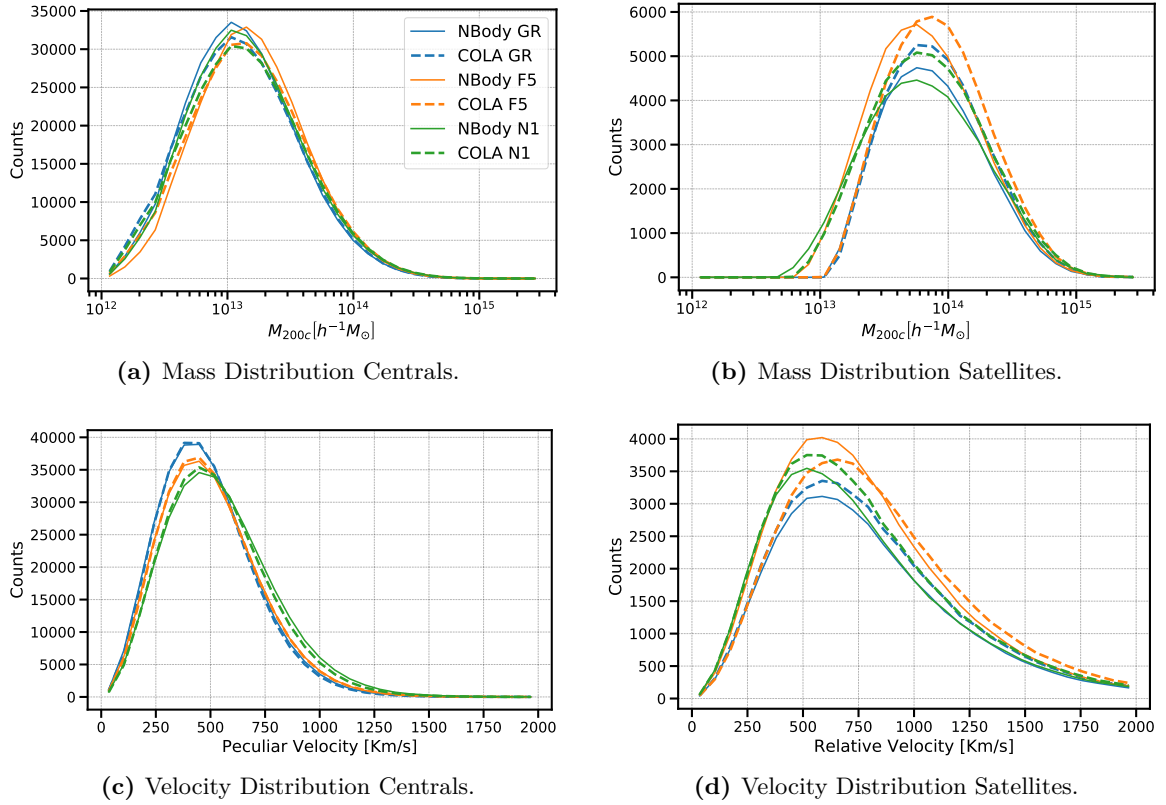 35000
30000
25000
20000
15000
10000
5000
0
Counts
10^12 10^13 10^14 10^15
M_200c[h^−1M_⊙]
NBody GR
COLA GR
NBody F5
COLA F5
NBody N1
COLA N1
(a) Mass Distribution Centrals.
6000
5000
4000
3000
2000
1000
0
Counts
10^12 10^13 10^14 10^15
M_200c[h^−1M_⊙]
(b) Mass Distribution Satellites.
40000
35000
30000
25000
20000
15000
10000
5000
0
Counts
0 250 500 750 1000 1250 1500 1750 2000
Peculiar Velocity [Km/s]
(c) Velocity Distribution Centrals.
4000
3500
3000
2500
2000
1500
1000
500
0
Counts
0 250 500 750 1000 1250 1500 1750 2000
Relative Velocity [Km/s]
(d) Velocity Distribution Satellites.